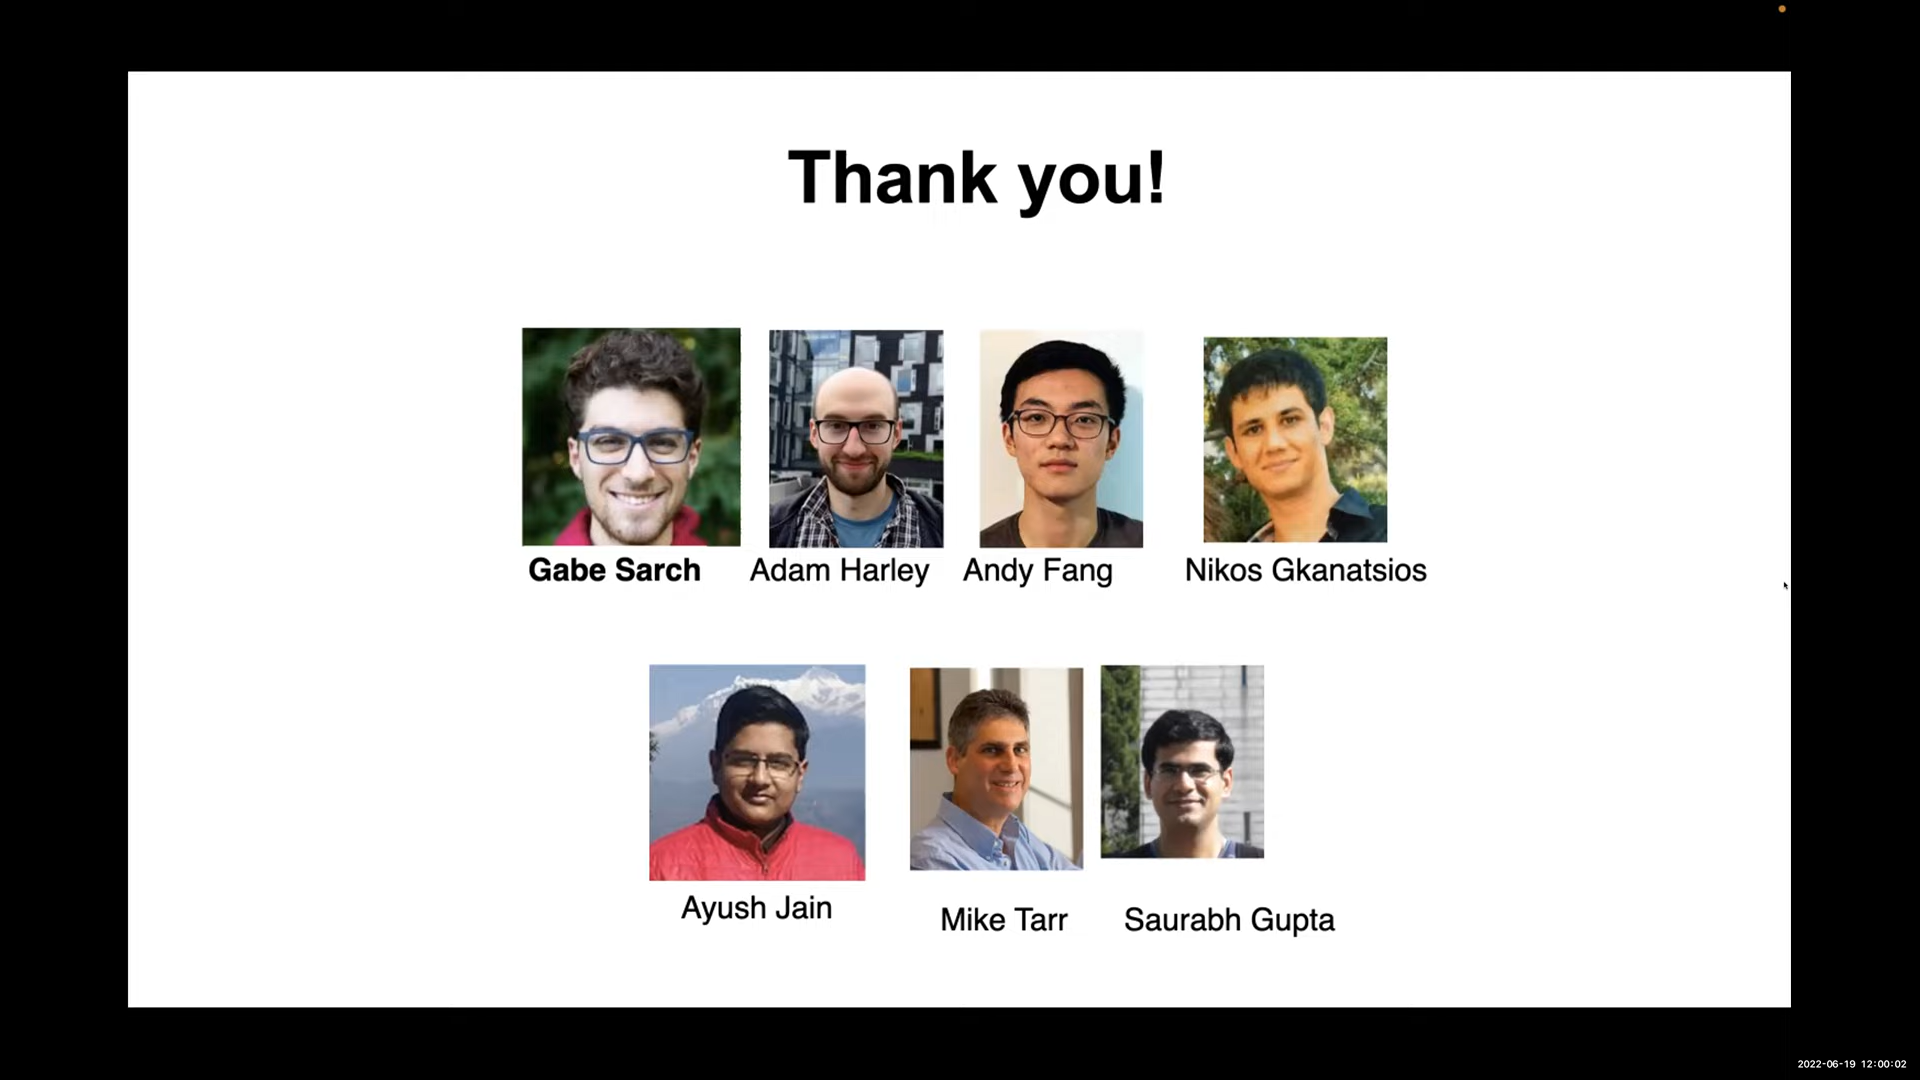 Thank you!
Gabe Sarch
Adam Harley
Andy Fang
Nikos Gkanatsios
Ayush Jain
Mike Tarr
Saurabh Gupta
2022-06-19 12:00:02